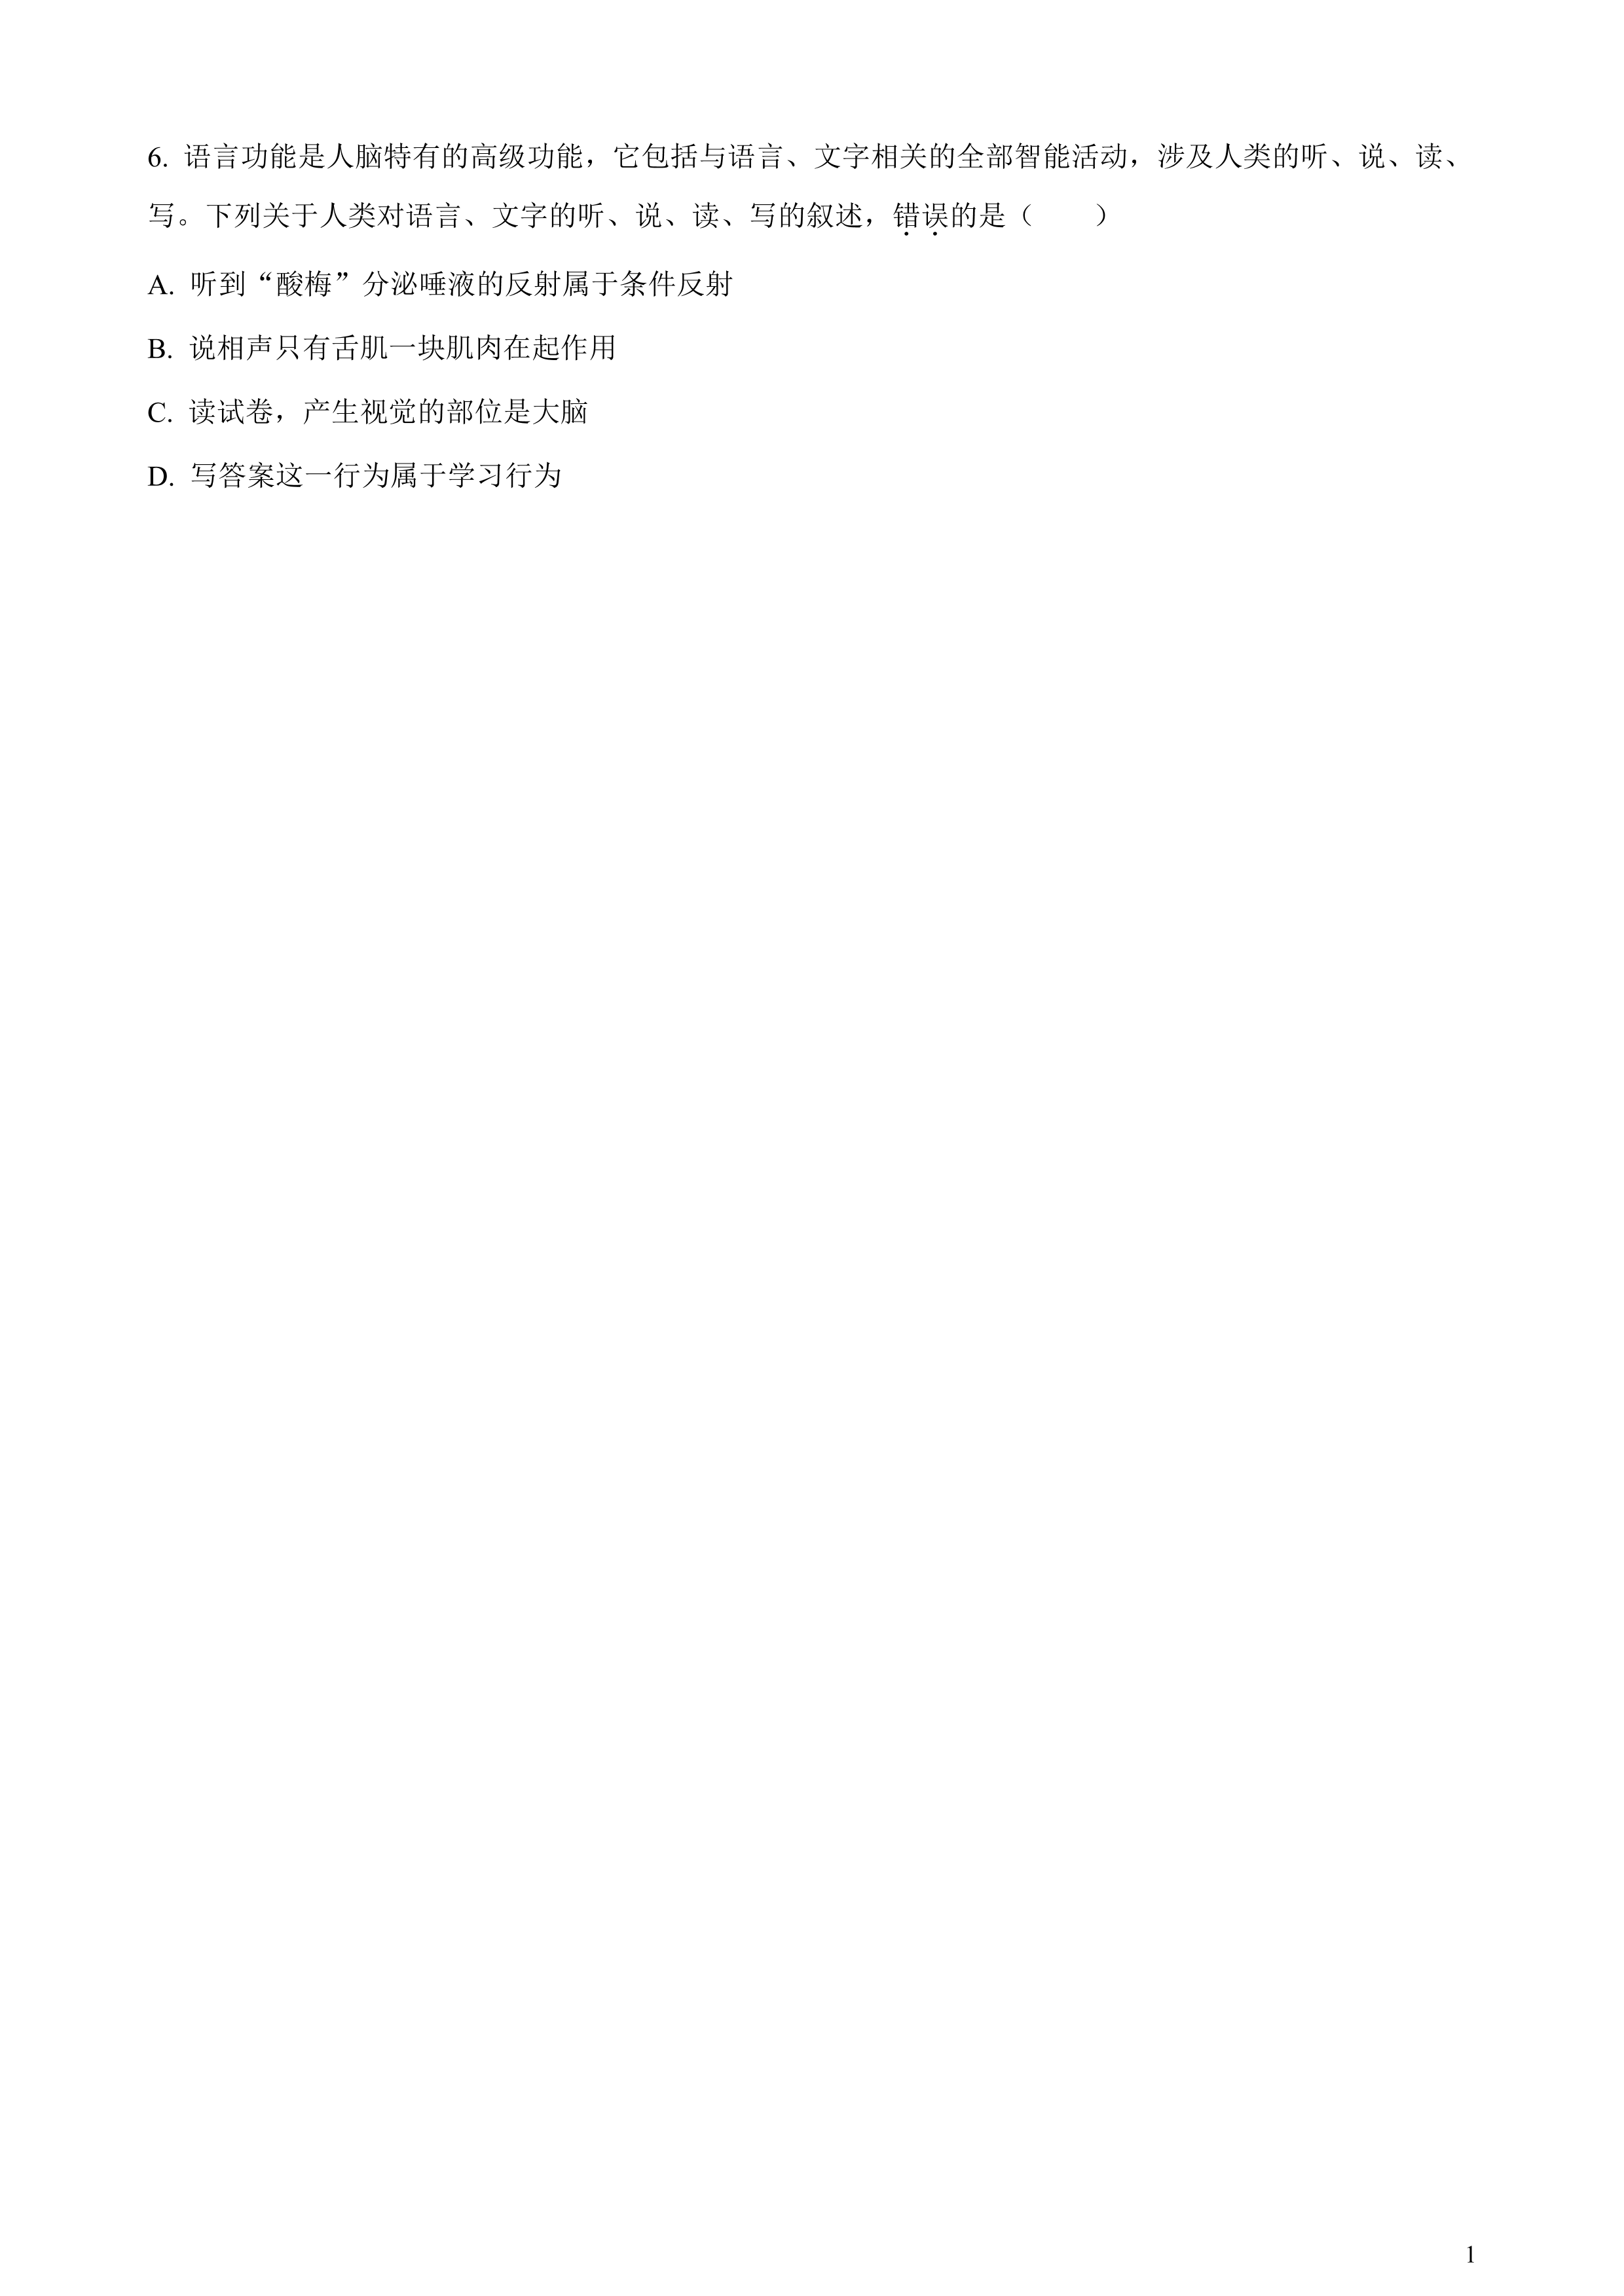 6. 语言功能是人脑特有的高级功能，它包括与语言、文字相关的全部智能活动，涉及人类的听、说、读、
写。下列关于人类对语言、文字的听、说、读、写的叙述，错误的是（　　）
A. 听到“酸梅”分泌唾液的反射属于条件反射
B. 说相声只有舌肌一块肌肉在起作用
C. 读试卷，产生视觉的部位是大脑
D. 写答案这一行为属于学习行为
1